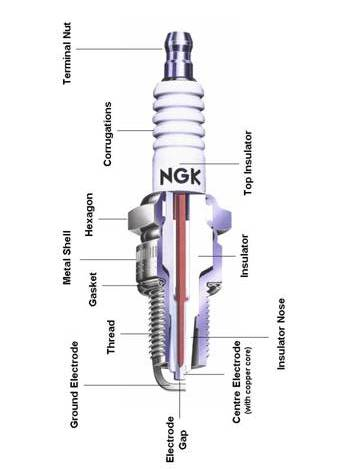 Terminal Nut
Corrugations
Top Insulator
NGK
Hexagon
Metal Shell
Insulator
Gasket
Thread
Insulator Nose
Ground Electrode
Centre Electrode
(with copper core)
Electrode
Gap